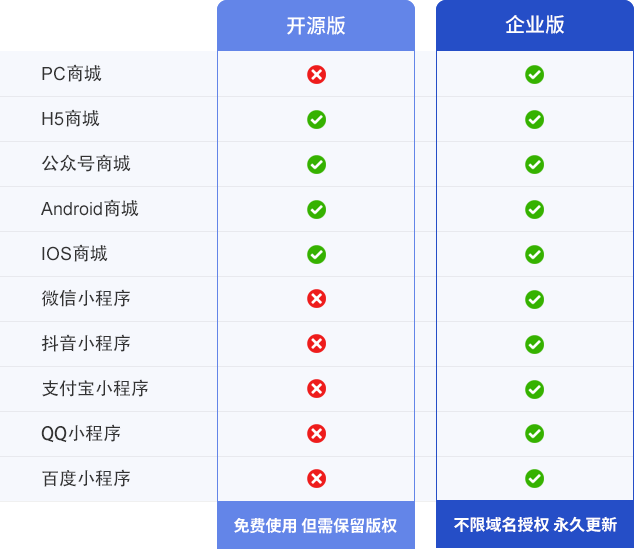 开源版 企业版
PC商城
H5商城
公众号商城
Android商城
IOS商城
微信小程序
抖音小程序
支付宝小程序
QQ小程序
百度小程序
免费使用 但需保留版权 不限域名授权 永久更新